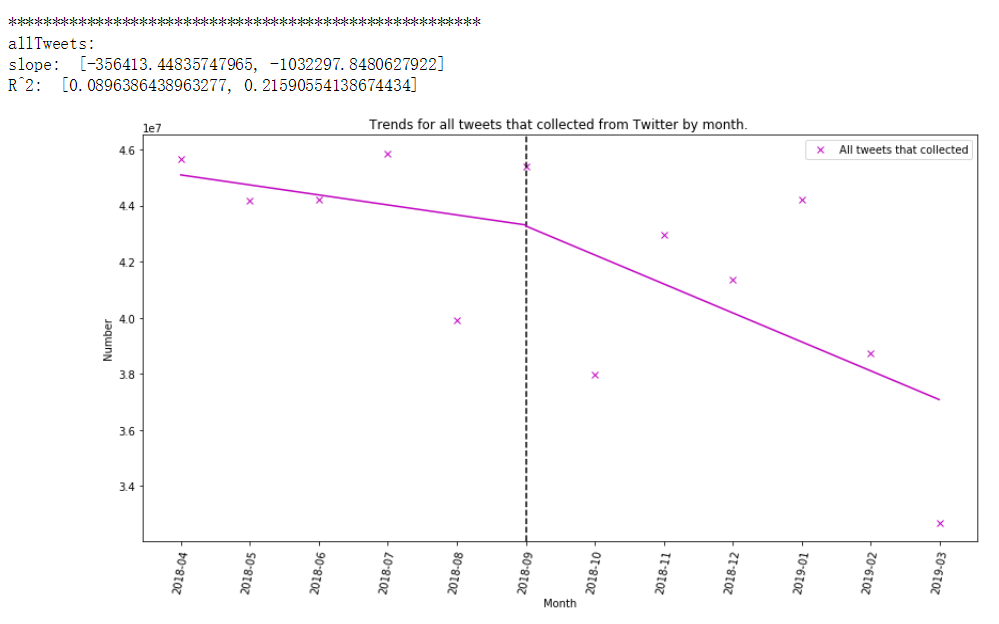 ******************************************************
allTweets:
slope:  [-356413.44835747965, -1032297.8480627922]
R^2:  [0.0896386438963277, 0.21590554138674434]
Trends for all tweets that collected from Twitter by month.
1e7
All tweets that collected
4.6
4.4
4.2
4.0
3.8
3.6
3.4
Number
2018-04
2018-05
2018-06
2018-07
2018-08
2018-09
2018-10
2018-11
2018-12
2019-01
2019-02
2019-03
Month